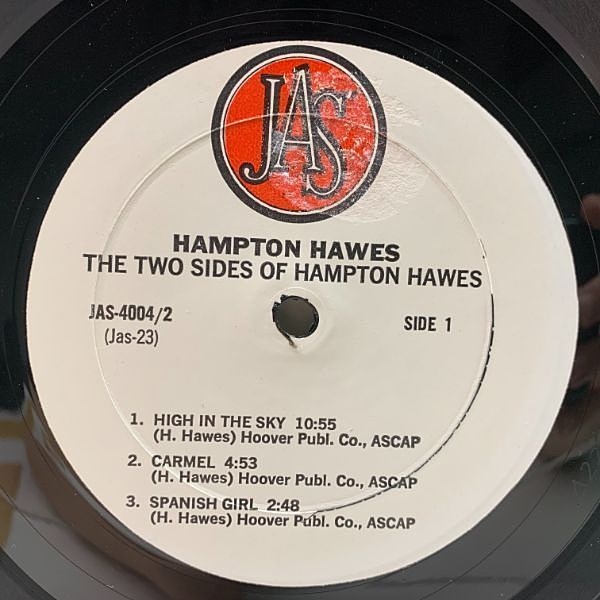 JAS
HAMPTON HAWES
THE TWO SIDES OF HAMPTON HAWES
JAS-4004/2
SIDE 1
(Jas-23)
1. HIGH IN THE SKY 10:55
(H. Hawes) Hoover Publ. Co., ASCAP
2. CARMEL 4:53
(H. Hawes) Hoover Publ. Co., ASCAP
3. SPANISH GIRL 2:48
(H. Hawes) Hoover Publ. Co., ASCAP